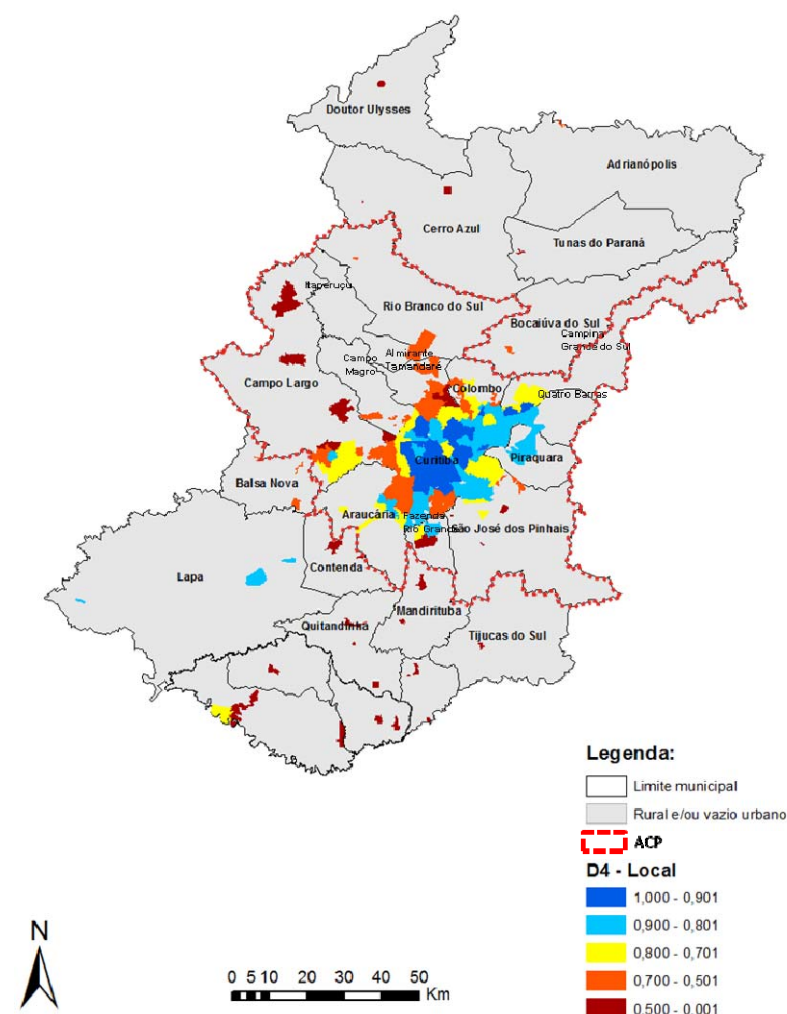 Doutor Ulysses
Adrianópolis
Cerro Azul
Tunas do Paraná
Itaperuçu
Rio Branco do Sul
Bocaiúva do Sul
Campina
Grande do Sul
Almirante
Tamandaré
Campo
Magro
Colombo
Campo Largo
Quatro Barras
Curitiba
Piraquara
Balsa Nova
Araucária
Fazenda
Rio Grande
São José dos Pinhais
Lapa
Contenda
Mandirituba
Quitandinha
Tijucas do Sul
Legenda:
Limite municipal
Rural e/ou vazio urbano
ACP
D4 - Local
1,000 - 0,901
0,900 - 0,801
0,800 - 0,701
0,700 - 0,501
0,500 - 0,001
N
0 5 10 20 30 40 50
Km